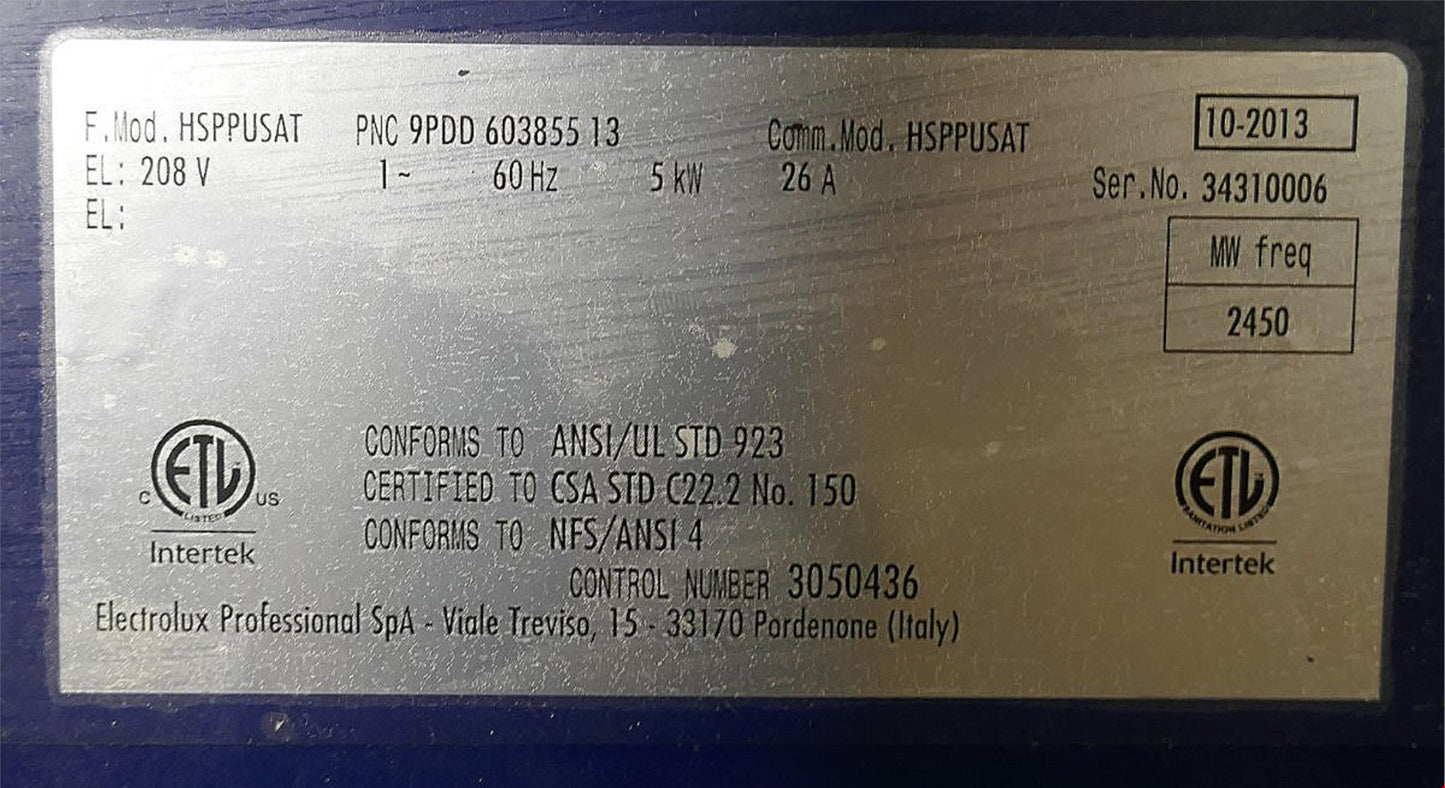 F.Mod. HSPPUSAT PNC 9PDD 603855 13 Comm.Mod. HSPPUSAT 10-2013
EL: 208 V 1~ 60 Hz 5 kW 26 A Ser.No. 34310006
EL:
MW freq
2450
ETL
C US
LISTED
Intertek
CONFORMS TO ANSI/UL STD 923
CERTIFIED TO CSA STD C22.2 No. 150
CONFORMS TO NFS/ANSI 4
CONTROL NUMBER 3050436
ETL
SANITATION LISTED
Intertek
Electrolux Professional SpA - Viale Treviso, 15 - 33170 Pordenone (Italy)